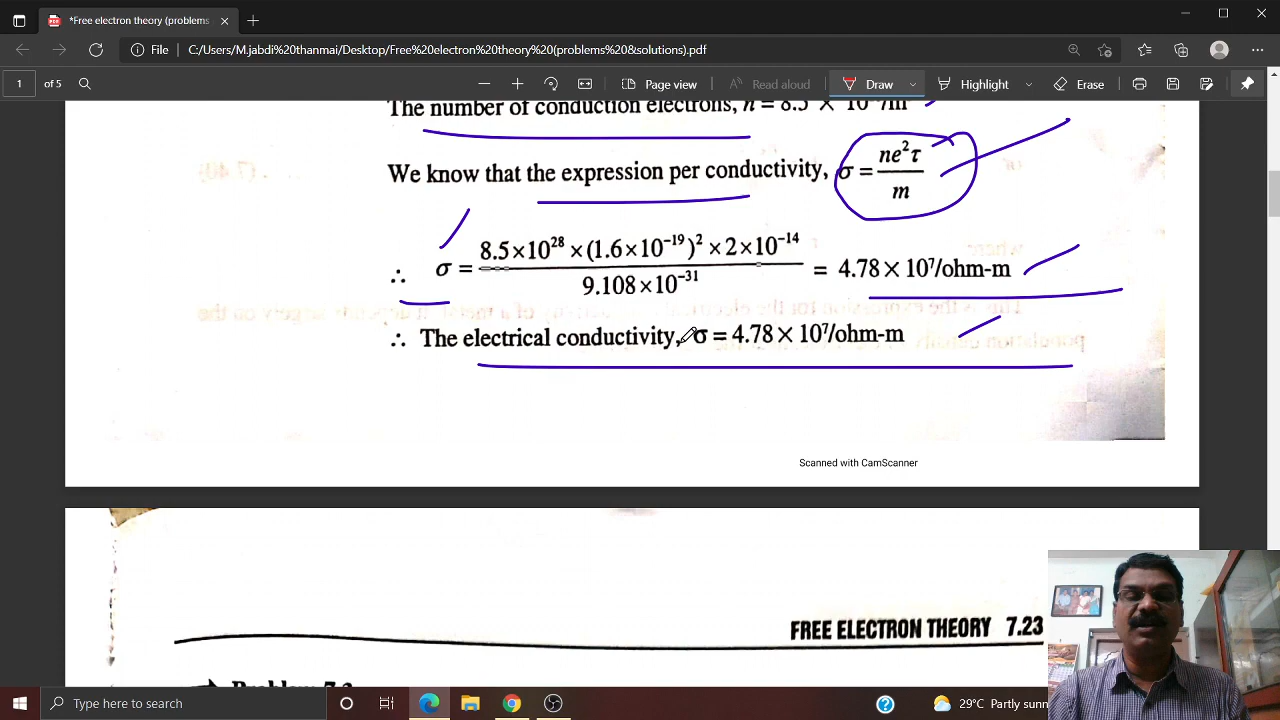 *Free electron theory (problems
File C:/Users/M.jabdi%20thanmai/Desktop/Free%20electron%20theory%20(problems%20&solutions).pdf
1 of 5 Page view Read aloud Draw Highlight Erase
The number of conduction electrons, n = 8.5 × 10
We know that the expression per conductivity, σ = ne²τ / m
∴ σ = 8.5×10²⁸ ×(1.6×10⁻¹⁹)² ×2×10⁻¹⁴ / 9.108×10⁻³¹ = 4.78 × 10⁷/ohm-m
∴ The electrical conductivity, σ = 4.78 × 10⁷/ohm-m
Scanned with CamScanner
FREE ELECTRON THEORY 7.23
Type here to search
29°C Partly sunn